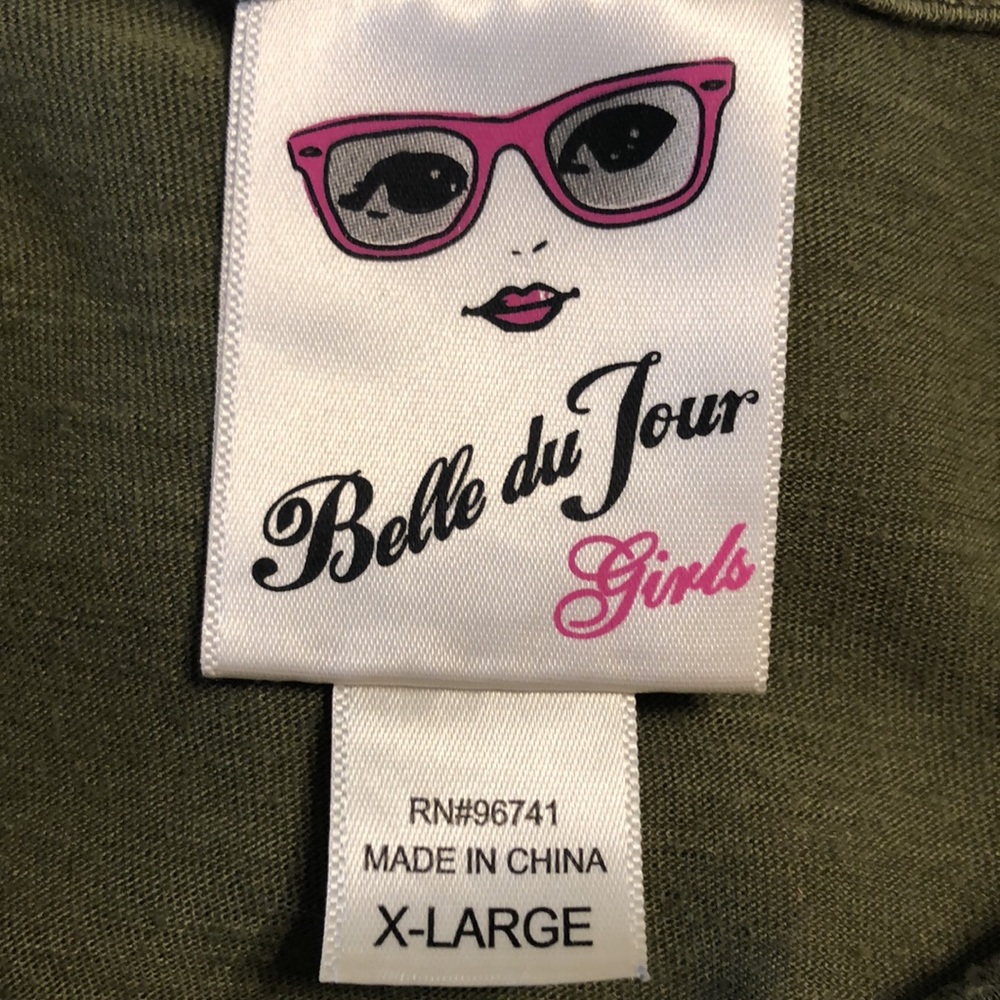 Belle du Jour
Girls
RN#96741
MADE IN CHINA
X-LARGE